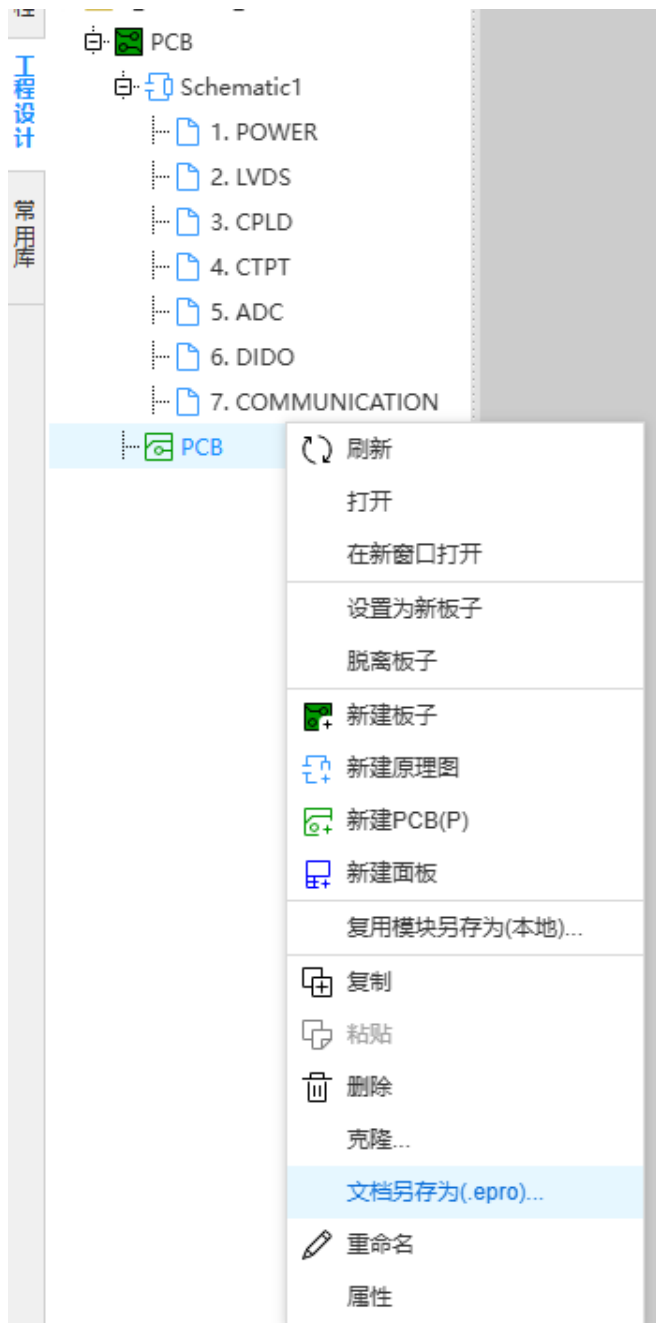 工程设计
常用库
PCB
Schematic1
1. POWER
2. LVDS
3. CPLD
4. CTPT
5. ADC
6. DIDO
7. COMMUNICATION
PCB
刷新
打开
在新窗口打开
设置为新板子
脱离板子
新建板子
新建原理图
新建PCB(P)
新建面板
复用模块另存为(本地)...
复制
粘贴
删除
克隆...
文档另存为(.epro)...
重命名
属性